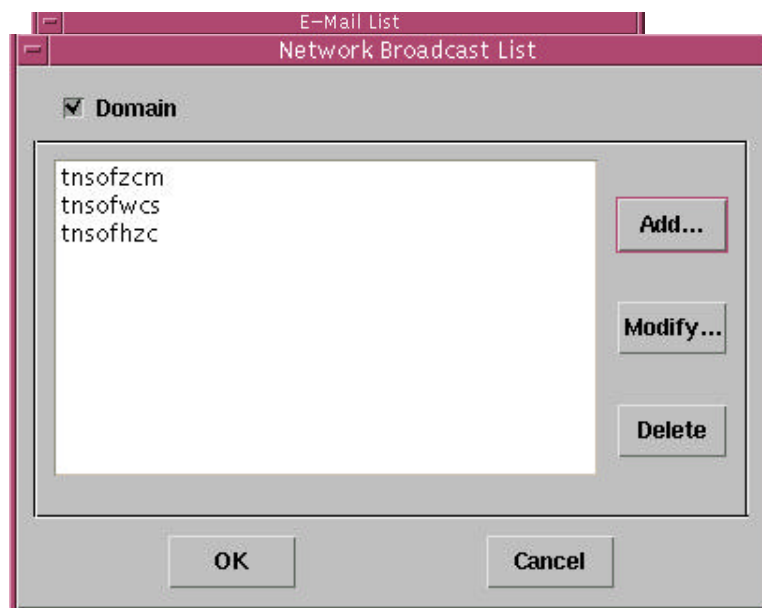 E-Mail List
Network Broadcast List
Domain
tnsofzcm
tnsofwcs
tnsofhzc
Add...
Modify...
Delete
OK
Cancel